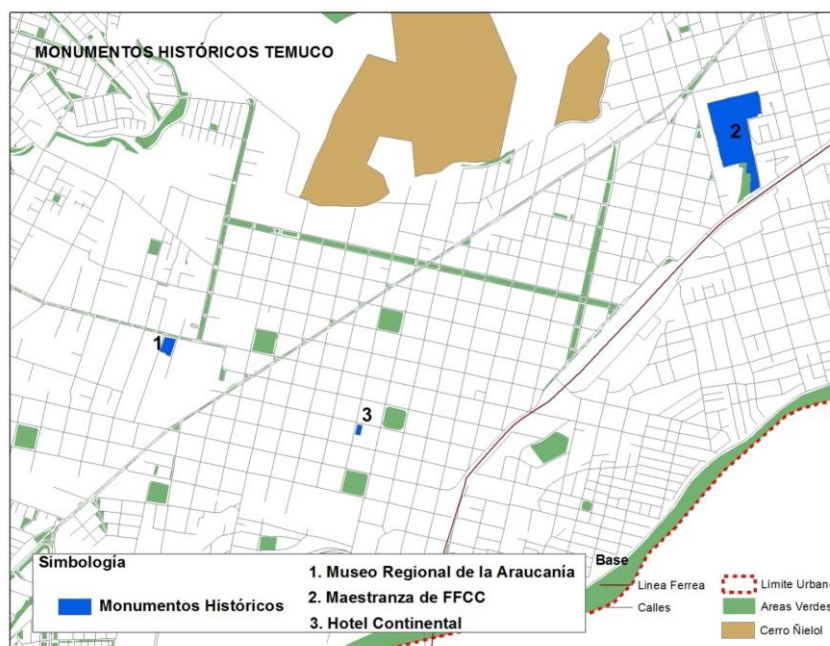 MONUMENTOS HISTÓRICOS TEMUCO
2
1
3
Simbología
Monumentos Históricos
1. Museo Regional de la Araucanía
2. Maestranza de FFCC
3. Hotel Continental
Base
Linea Ferrea
Calles
Límite Urbano
Areas Verdes
Cerro Ñielol